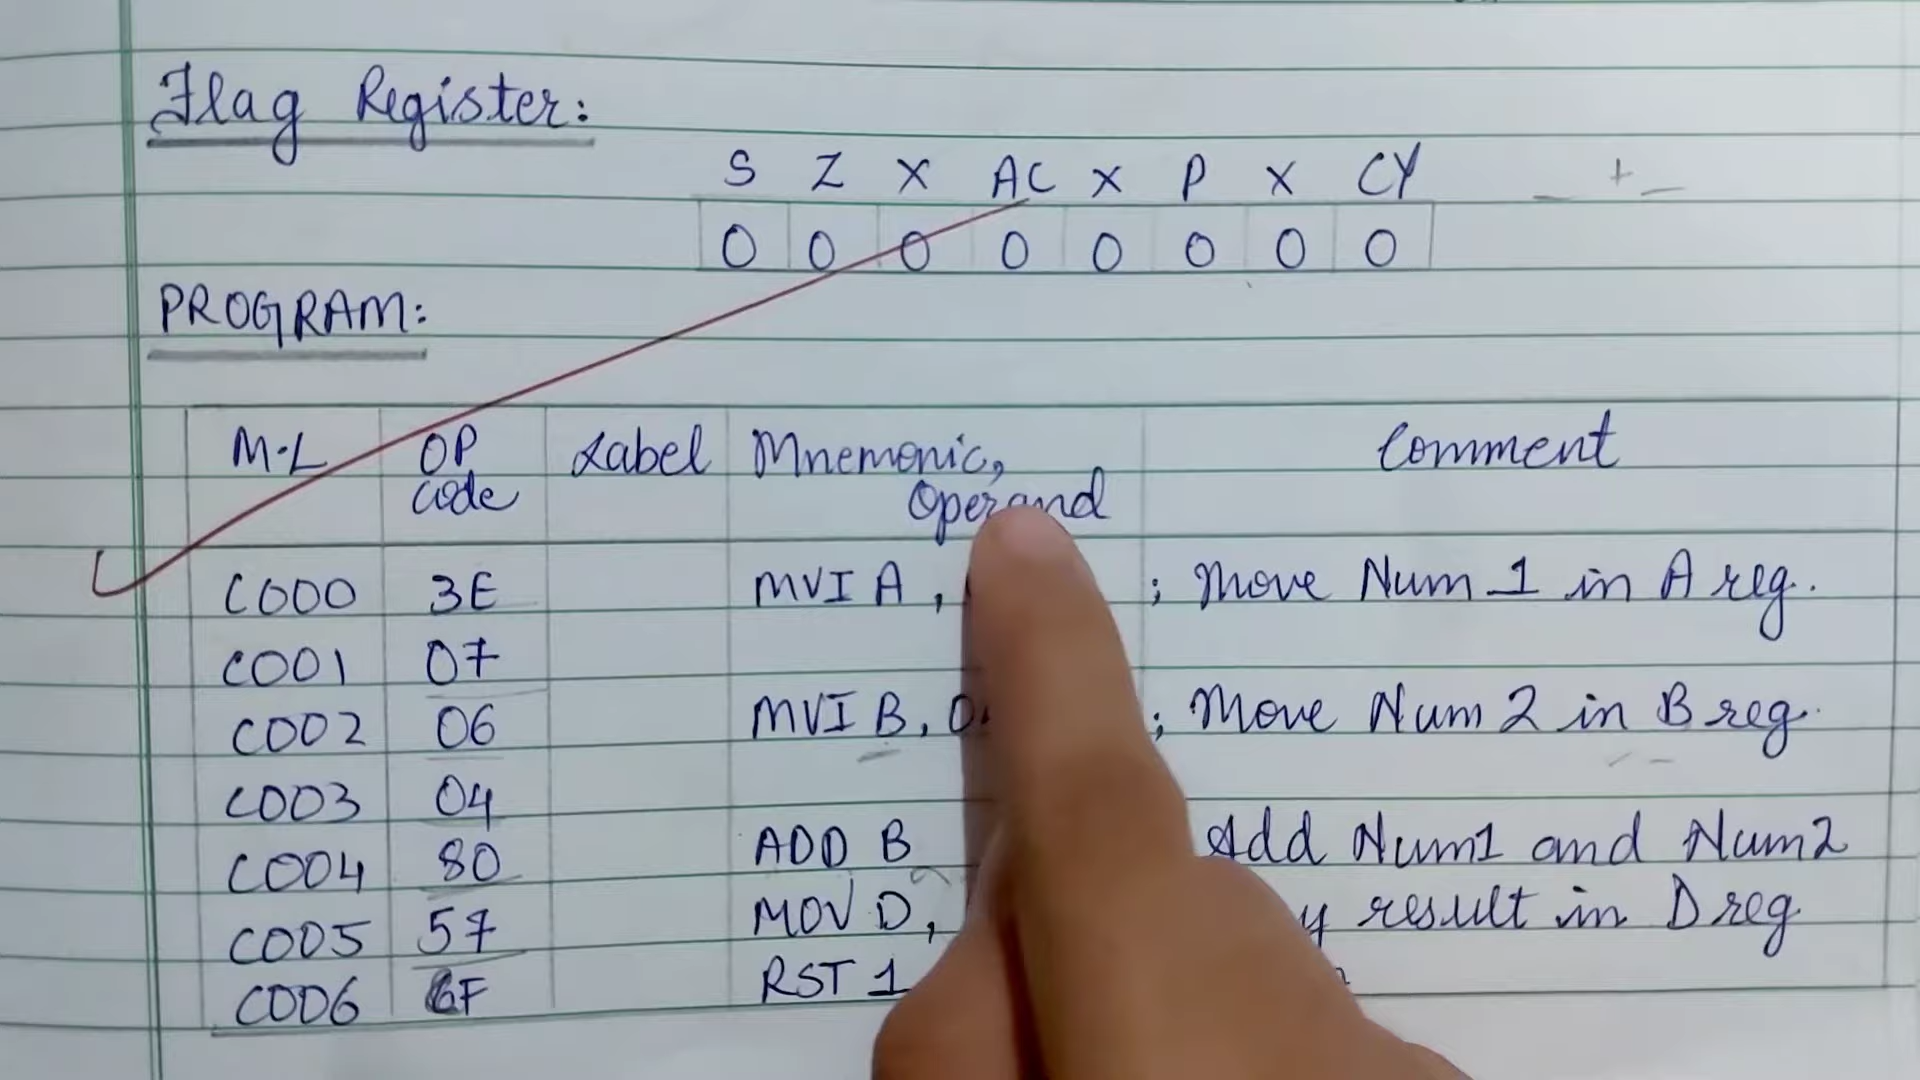 Flag Register:
S Z X AC X P X CY
0 0 0 0 0 0 0 0
PROGRAM:
M.L OP Code Label Mnemonic, Operand Comment
C000 3E MVI A, ; Move Num 1 in A reg.
C001 07
C002 06 MVI B, 0 ; Move Num 2 in B reg.
C003 04
C004 80 ADD B Add Num1 and Num2
C005 57 MOV D, result in D reg
C006 RST 1